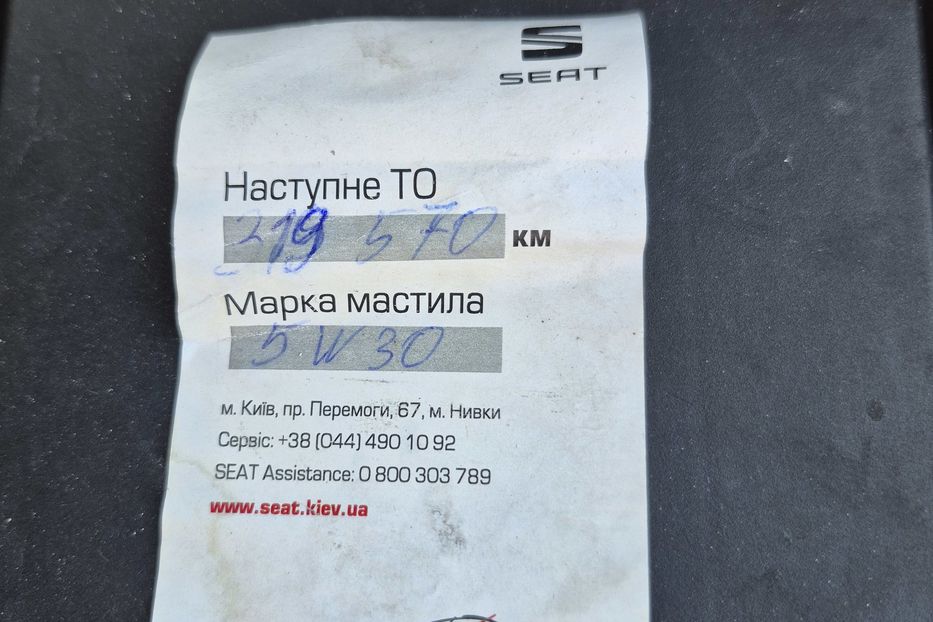 SEAT
Наступне ТО
219 570 км
Марка мастила
5W30
м. Київ, пр. Перемоги, 67, м. Нивки
Сервіс: +38 (044) 490 10 92
SEAT Assistance: 0 800 303 789
www.seat.kiev.ua